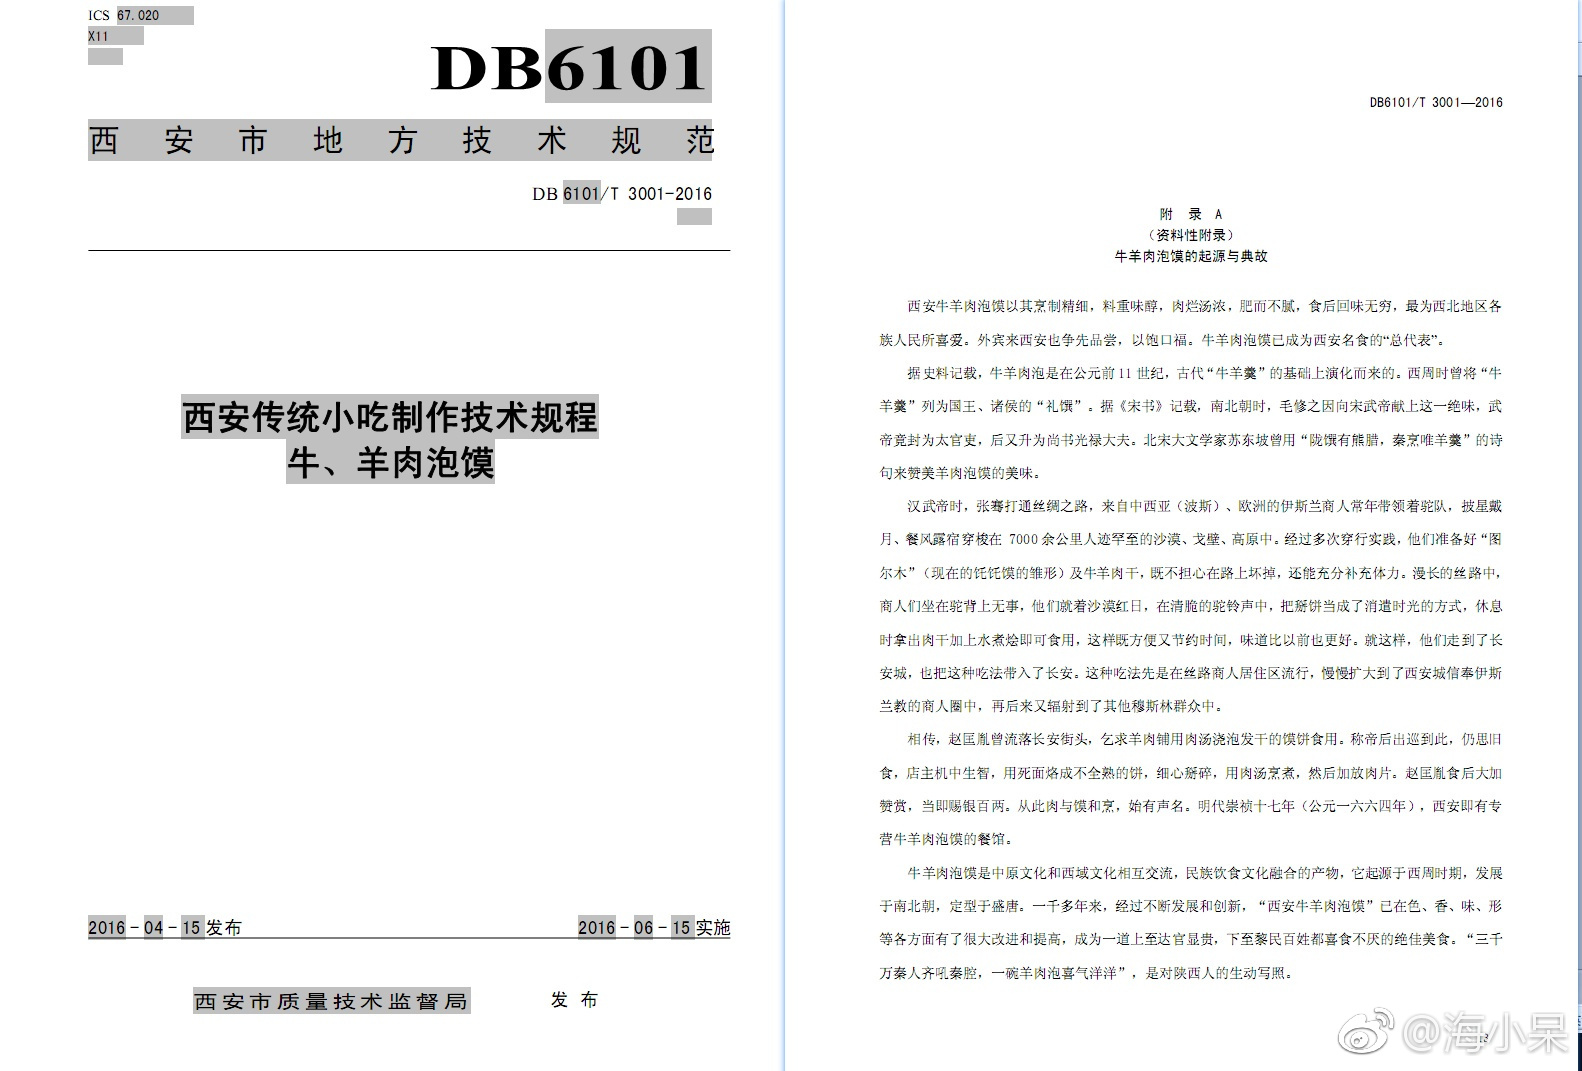 ICS 67.020
X11
DB6101
西安市地方技术规范
DB 6101/T 3001-2016
西安传统小吃制作技术规程
牛、羊肉泡馍
2016-04-15发布
2016-06-15实施
西安市质量技术监督局 发布
DB6101/T 3001—2016
附 录 A
（资料性附录）
牛羊肉泡馍的起源与典故
西安牛羊肉泡馍以其烹制精细，料重味醇，肉烂汤浓，肥而不腻，食后回味无穷，最为西北地区各
族人民所喜爱。外宾来西安也争先品尝，以饱口福。牛羊肉泡馍已成为西安名食的“总代表”。
据史料记载，牛羊肉泡是在公元前11世纪，古代“牛羊羹”的基础上演化而来的。西周时曾将“牛
羊羹”列为国王、诸侯的“礼馔”。据《宋书》记载，南北朝时，毛修之因向宋武帝献上这一绝味，武
帝竟封为太官吏，后又升为尚书光禄大夫。北宋大文学家苏东坡曾用“陇馔有熊腊，秦烹唯羊羹”的诗
句来赞美羊肉泡馍的美味。
汉武帝时，张骞打通丝绸之路，来自中西亚（波斯）、欧洲的伊斯兰商人常年带领着驼队，披星戴
月、餐风露宿穿梭在 7000 余公里人迹罕至的沙漠、戈壁、高原中。经过多次穿行实践，他们准备好“图
尔木”（现在的饦饦馍的雏形）及牛羊肉干，既不担心在路上坏掉，还能充分补充体力。漫长的丝路中，
商人们坐在驼背上无事，他们就着沙漠红日，在清脆的驼铃声中，把掰饼当成了消遣时光的方式，休息
时拿出肉干加上水煮烩即可食用，这样既方便又节约时间，味道比以前也更好。就这样，他们走到了长
安城，也把这种吃法带入了长安。这种吃法先是在丝路商人居住区流行，慢慢扩大到了西安城信奉伊斯
兰教的商人圈中，再后来又辐射到了其他穆斯林群众中。
相传，赵匡胤曾流落长安街头，乞求羊肉铺用肉汤浇泡发干的馍饼食用。称帝后出巡到此，仍思旧
食，店主机中生智，用死面烙成不全熟的饼，细心掰碎，用肉汤烹煮，然后加放肉片。赵匡胤食后大加
赞赏，当即赐银百两。从此肉与馍和烹，始有声名。明代崇祯十七年（公元一六六四年），西安即有专
营牛羊肉泡馍的餐馆。
牛羊肉泡馍是中原文化和西域文化相互交流，民族饮食文化融合的产物，它起源于西周时期，发展
于南北朝，定型于盛唐。一千多年来，经过不断发展和创新，“西安牛羊肉泡馍”已在色、香、味、形
等各方面有了很大改进和提高，成为一道上至达官显贵，下至黎民百姓都喜食不厌的绝佳美食。“三千
万秦人齐吼秦腔，一碗羊肉泡喜气洋洋”，是对陕西人的生动写照。
@海小呆